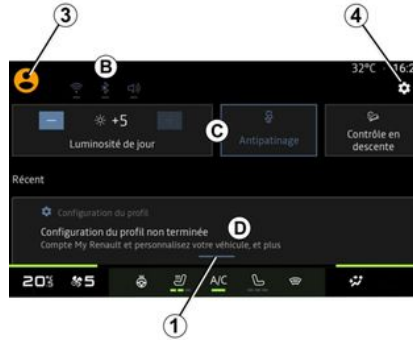 3
4
B
32°C 16:2
+5
C
Luminosité de jour
Antipatinage
Contrôle en
descente
Récent
Configuration du profil
Configuration du profil non terminée
D
Compte My Renault et personnalisez votre véhicule, et plus
20 5 A/C
1